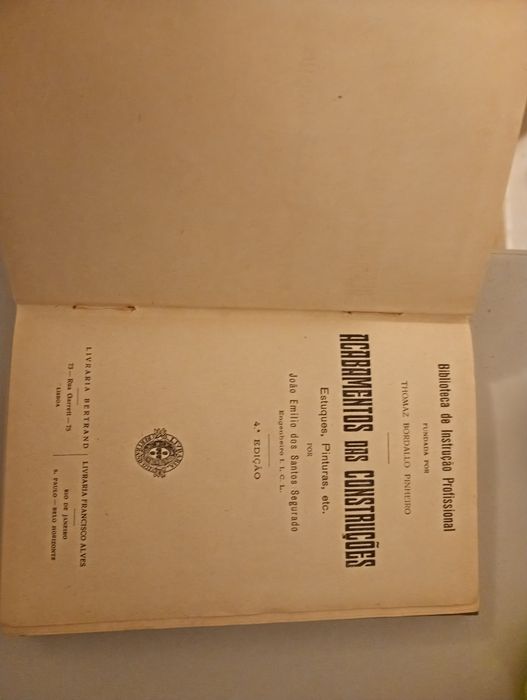 Biblioteca de Instrução Profissional
FUNDADA POR
THOMAZ BORDALLO PINHEIRO
ACABAMENTOS DAS CONSTRUÇÕES
Estuques, Pinturas, etc.
POR
João Emílio dos Santos Segurado
Engenheiro I. I. C. L.
4.ª EDIÇÃO
LIVRARIA BERTRAND
73 — Rua Garrett — 75
LISBOA
LIVRARIA FRANCISCO ALVES
RIO DE JANEIRO
S. PAULO — BELO HORIZONTE